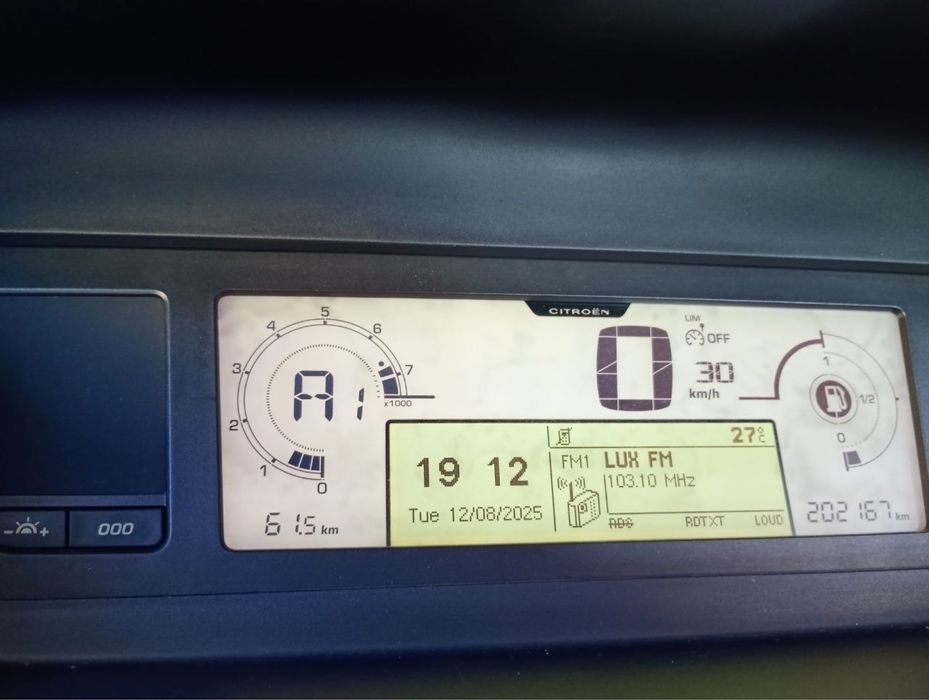 CITROËN
4
5
6
3
7
x1000
2
1
0
A1
61.5 km
0
LIM
OFF
30
km/h
1
1/2
0
27°C
19 12
Tue 12/08/2025
FM1 LUX FM
103.10 MHz
RDS RDTXT LOUD
202167 km
- +
000